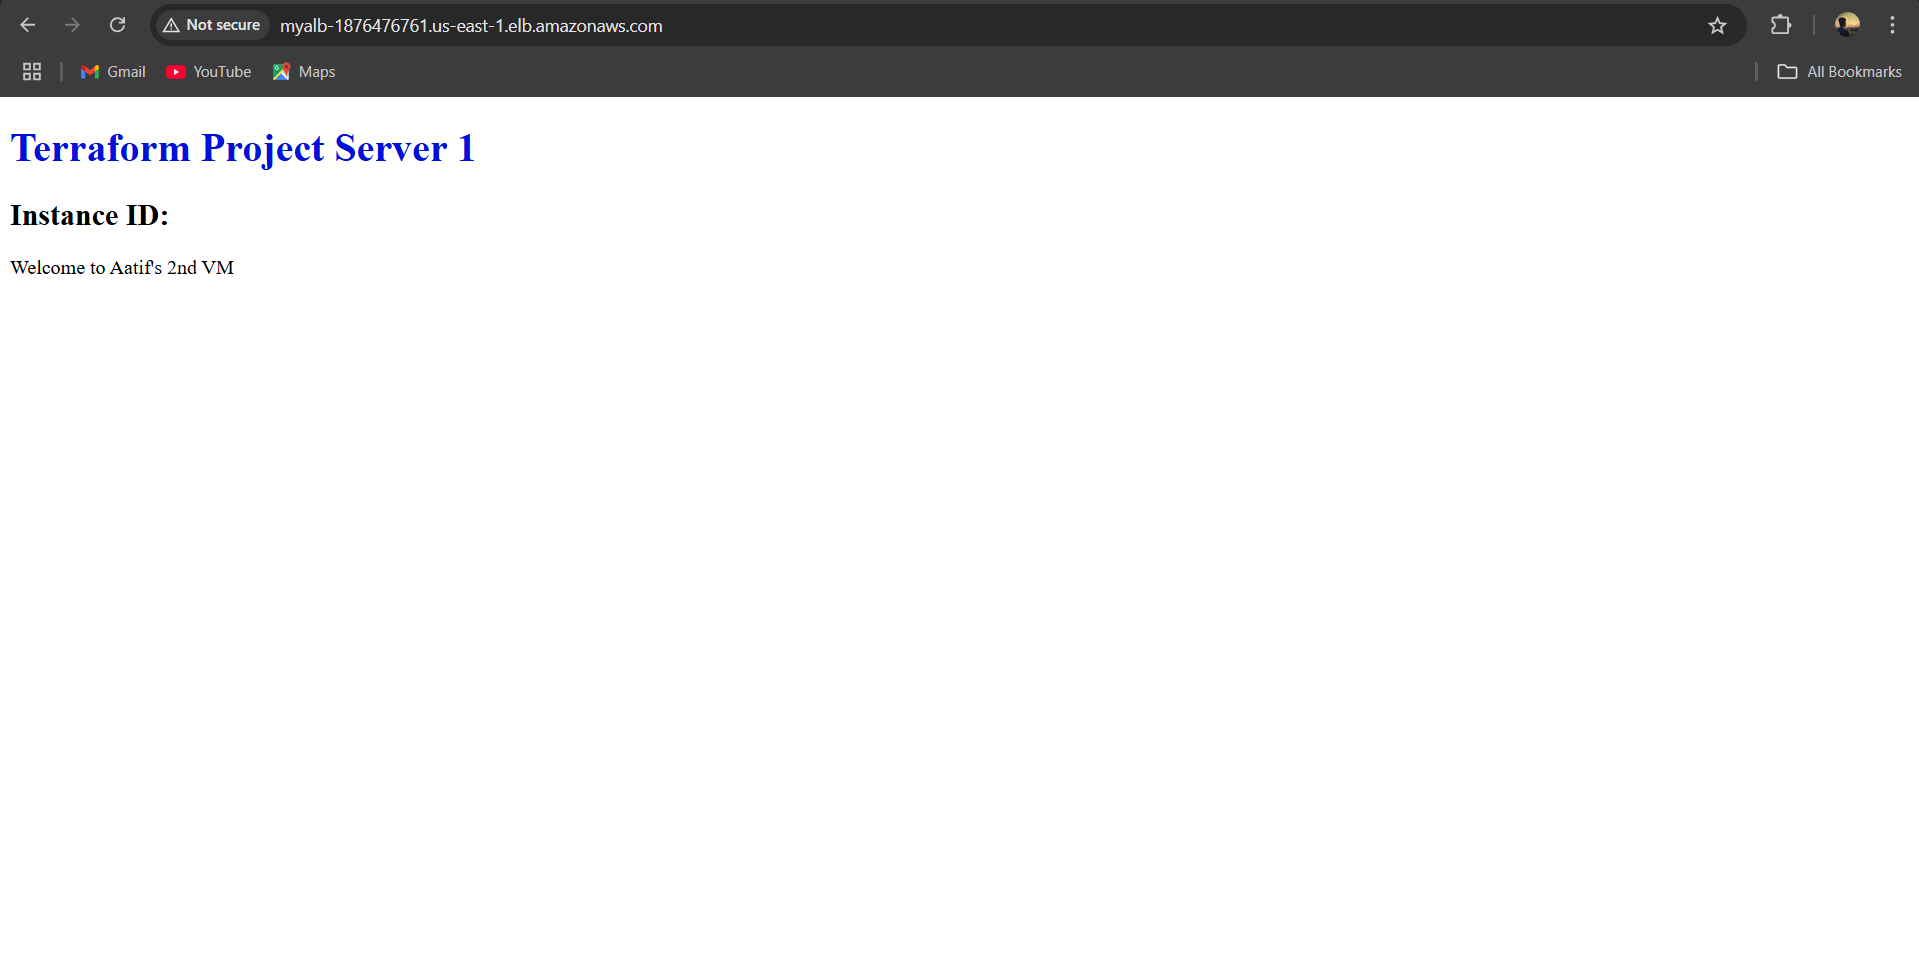 Not secure myalb-1876476761.us-east-1.elb.amazonaws.com
Gmail YouTube Maps All Bookmarks
Terraform Project Server 1
Instance ID:
Welcome to Aatif's 2nd VM